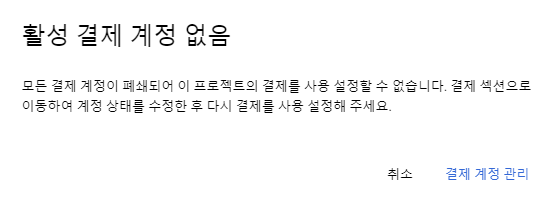 활성 결제 계정 없음
모든 결제 계정이 폐쇄되어 이 프로젝트의 결제를 사용 설정할 수 없습니다. 결제 섹션으로
이동하여 계정 상태를 수정한 후 다시 결제를 사용 설정해 주세요.
취소 결제 계정 관리